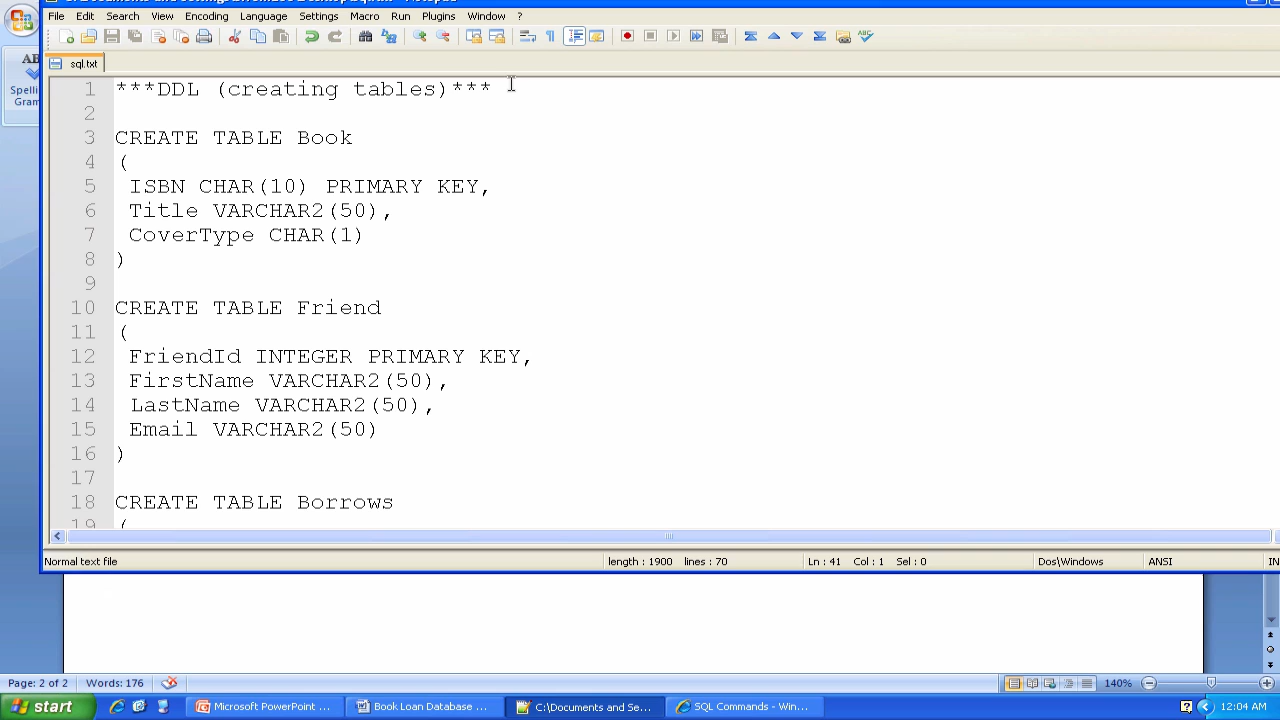 File Edit Search View Encoding Language Settings Macro Run Plugins Window ?
sql.txt
1 ***DDL (creating tables)***
2
3 CREATE TABLE Book
4 (
5 ISBN CHAR(10) PRIMARY KEY,
6 Title VARCHAR2(50),
7 CoverType CHAR(1)
8 )
9
10 CREATE TABLE Friend
11 (
12 FriendId INTEGER PRIMARY KEY,
13 FirstName VARCHAR2(50),
14 LastName VARCHAR2(50),
15 Email VARCHAR2(50)
16 )
17
18 CREATE TABLE Borrows
19 (
Normal text file length : 1900 lines : 70 Ln : 41 Col : 1 Sel : 0 Dos\Windows ANSI IN
Page: 2 of 2 Words: 176 140%
start Microsoft PowerPoint ... Book Loan Database ... C:\Documents and Se... SQL Commands - Win... 12:04 AM